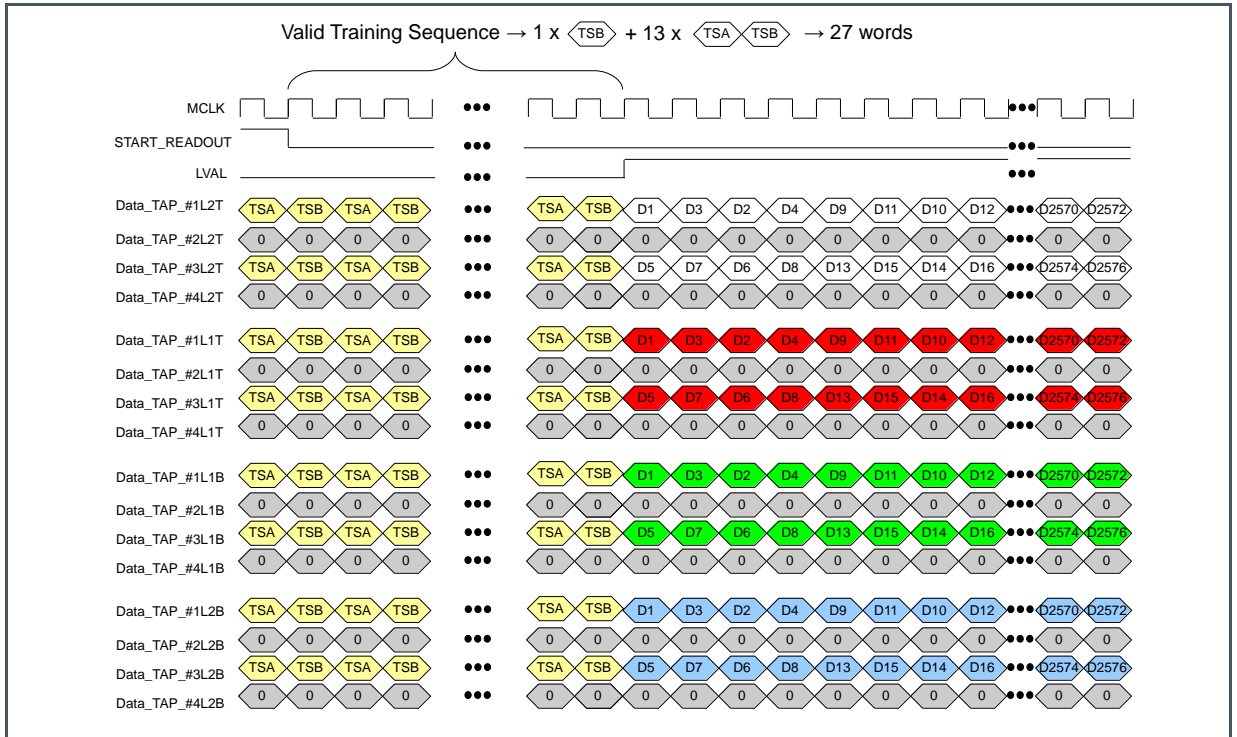 Valid Training Sequence → 1 x TSB + 13 x TSA TSB → 27 words
MCLK
START_READOUT
LVAL
Data_TAP_#1L2T TSA TSB TSA TSB TSA TSB D1 D3 D2 D4 D9 D11 D10 D12 D2570 D2572
Data_TAP_#2L2T 0 0 0 0 0 0 0 0 0 0 0 0 0 0 0 0
Data_TAP_#3L2T TSA TSB TSA TSB TSA TSB D5 D7 D6 D8 D13 D15 D14 D16 D2574 D2576
Data_TAP_#4L2T 0 0 0 0 0 0 0 0 0 0 0 0 0 0 0 0
Data_TAP_#1L1T TSA TSB TSA TSB TSA TSB D1 D3 D2 D4 D9 D11 D10 D12 D2570 D2572
Data_TAP_#2L1T 0 0 0 0 0 0 0 0 0 0 0 0 0 0 0 0
Data_TAP_#3L1T TSA TSB TSA TSB TSA TSB D5 D7 D6 D8 D13 D15 D14 D16 D2574 D2576
Data_TAP_#4L1T 0 0 0 0 0 0 0 0 0 0 0 0 0 0 0 0
Data_TAP_#1L1B TSA TSB TSA TSB TSA TSB D1 D3 D2 D4 D9 D11 D10 D12 D2570 D2572
Data_TAP_#2L1B 0 0 0 0 0 0 0 0 0 0 0 0 0 0 0 0
Data_TAP_#3L1B TSA TSB TSA TSB TSA TSB D5 D7 D6 D8 D13 D15 D14 D16 D2574 D2576
Data_TAP_#4L1B 0 0 0 0 0 0 0 0 0 0 0 0 0 0 0 0
Data_TAP_#1L2B TSA TSB TSA TSB TSA TSB D1 D3 D2 D4 D9 D11 D10 D12 D2570 D2572
Data_TAP_#2L2B 0 0 0 0 0 0 0 0 0 0 0 0 0 0 0 0
Data_TAP_#3L2B TSA TSB TSA TSB TSA TSB D5 D7 D6 D8 D13 D15 D14 D16 D2574 D2576
Data_TAP_#4L2B 0 0 0 0 0 0 0 0 0 0 0 0 0 0 0 0